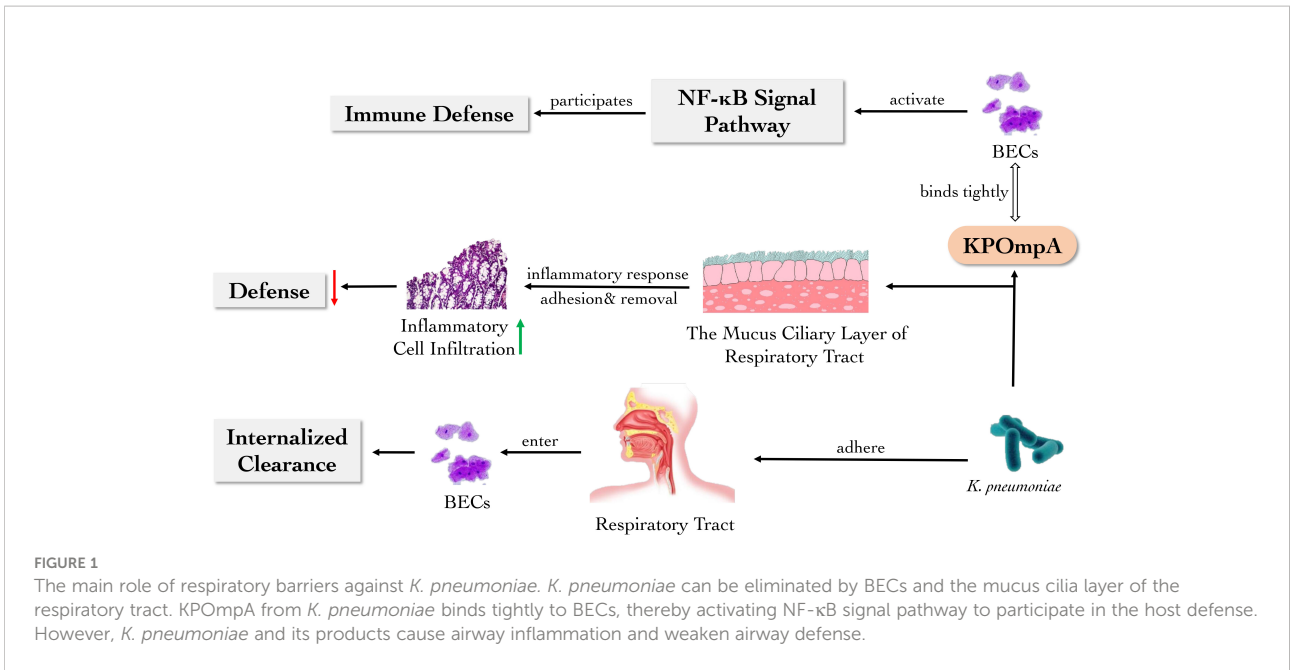 Immune Defense
participates
NF-κB Signal
Pathway
activate
BECs
binds tightly
KPOmpA
Defense
Inflammatory
Cell Infiltration
inflammatory response
adhesion& removal
The Mucus Ciliary Layer of
Respiratory Tract
Internalized
Clearance
BECs
enter
Respiratory Tract
adhere
K. pneumoniae
FIGURE 1
The main role of respiratory barriers against K. pneumoniae. K. pneumoniae can be eliminated by BECs and the mucus cilia layer of the
respiratory tract. KPOmpA from K. pneumoniae binds tightly to BECs, thereby activating NF-κB signal pathway to participate in the host defense.
However, K. pneumoniae and its products cause airway inflammation and weaken airway defense.